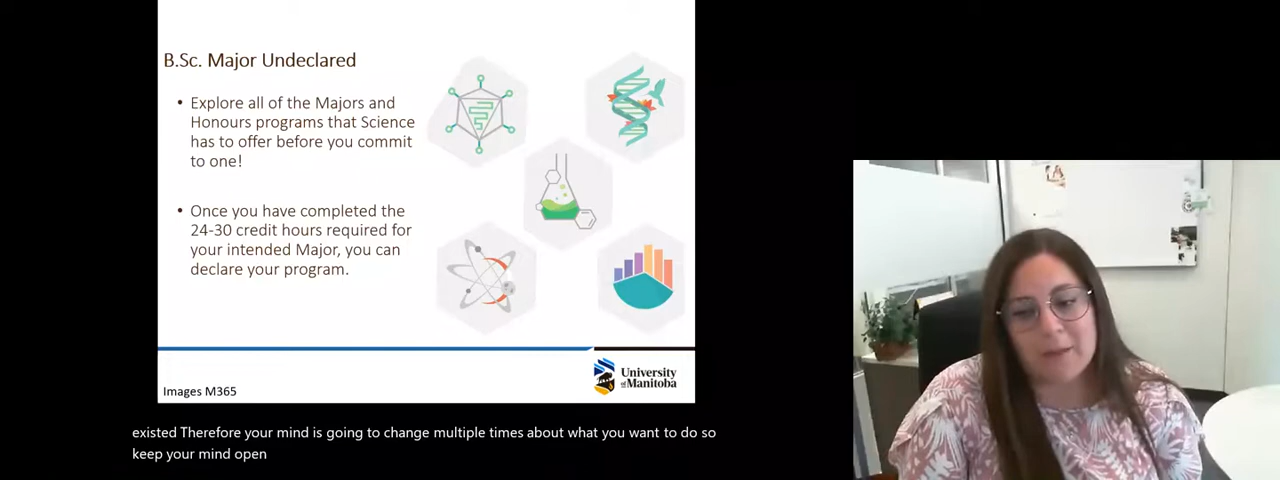 B.Sc. Major Undeclared
• Explore all of the Majors and
Honours programs that Science
has to offer before you commit
to one!
• Once you have completed the
24-30 credit hours required for
your intended Major, you can
declare your program.
University
of Manitoba
Images M365
existed Therefore your mind is going to change multiple times about what you want to do so
keep your mind open